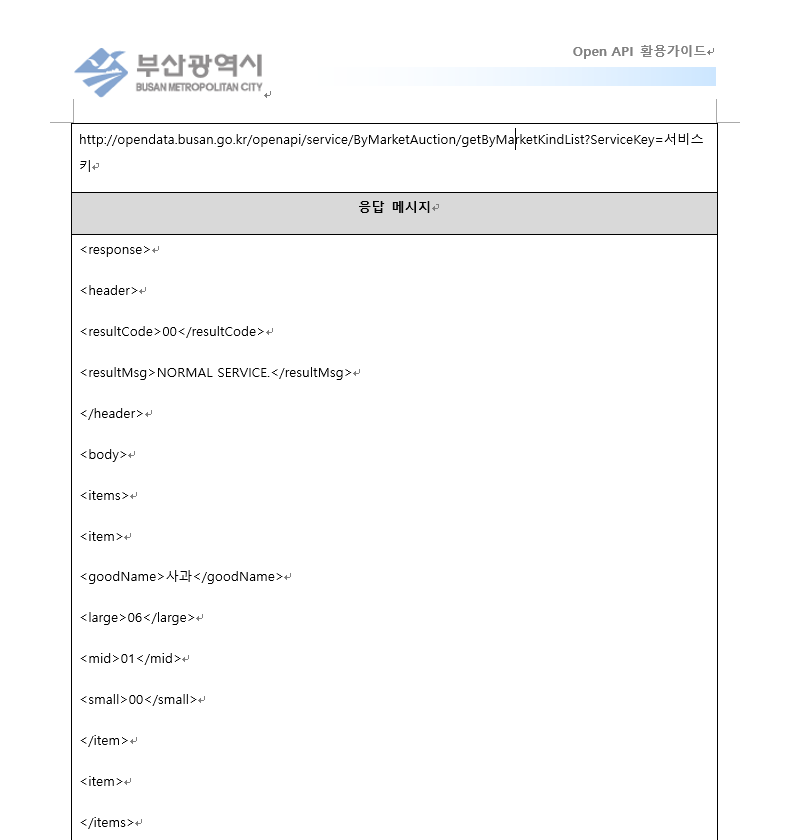 Open API 활용가이드
부산광역시
BUSAN METROPOLITAN CITY
http://opendata.busan.go.kr/openapi/service/ByMarketAuction/getByMarketKindList?ServiceKey=서비스
키
응답 메시지
<response>
<header>
<resultCode>00</resultCode>
<resultMsg>NORMAL SERVICE.</resultMsg>
</header>
<body>
<items>
<item>
<goodName>사과</goodName>
<large>06</large>
<mid>01</mid>
<small>00</small>
</item>
<item>
</items>